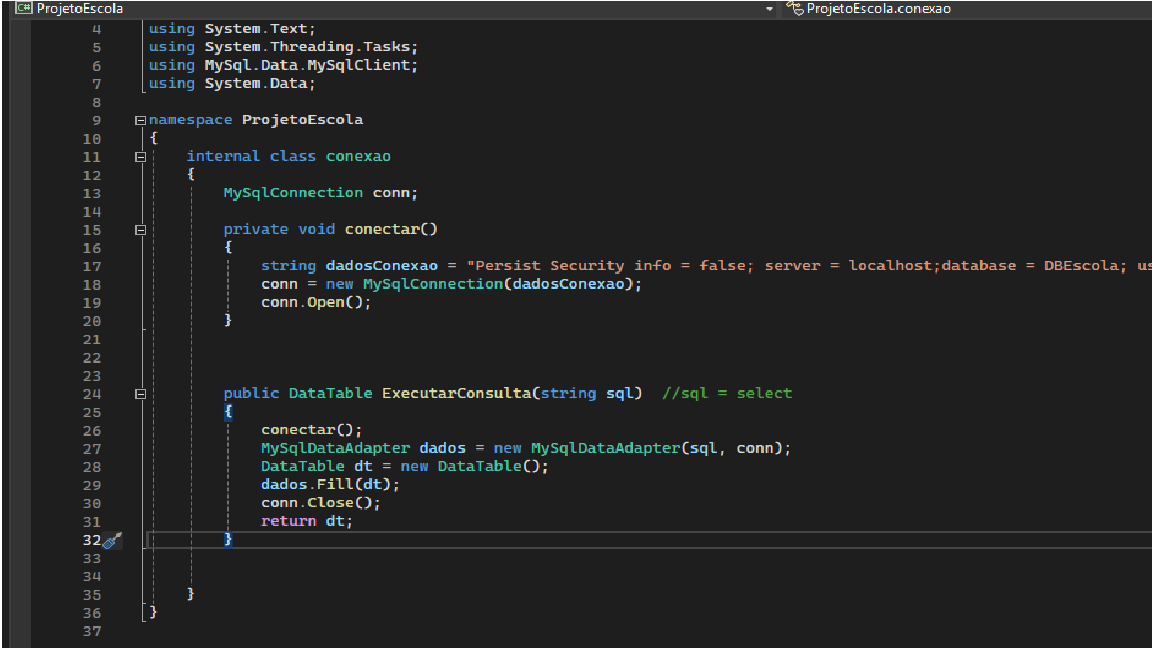 C# ProjetoEscola ProjetoEscola.conexao
4 using System.Text;
5 using System.Threading.Tasks;
6 using MySql.Data.MySqlClient;
7 using System.Data;
8
9 namespace ProjetoEscola
10 {
11 internal class conexao
12 {
13 MySqlConnection conn;
14
15 private void conectar()
16 {
17 string dadosConexao = "Persist Security info = false; server = localhost;database = DBEscola; us
18 conn = new MySqlConnection(dadosConexao);
19 conn.Open();
20 }
21
22
23
24 public DataTable ExecutarConsulta(string sql) //sql = select
25 {
26 conectar();
27 MySqlDataAdapter dados = new MySqlDataAdapter(sql, conn);
28 DataTable dt = new DataTable();
29 dados.Fill(dt);
30 conn.Close();
31 return dt;
32 }
33
34
35 }
36 }
37